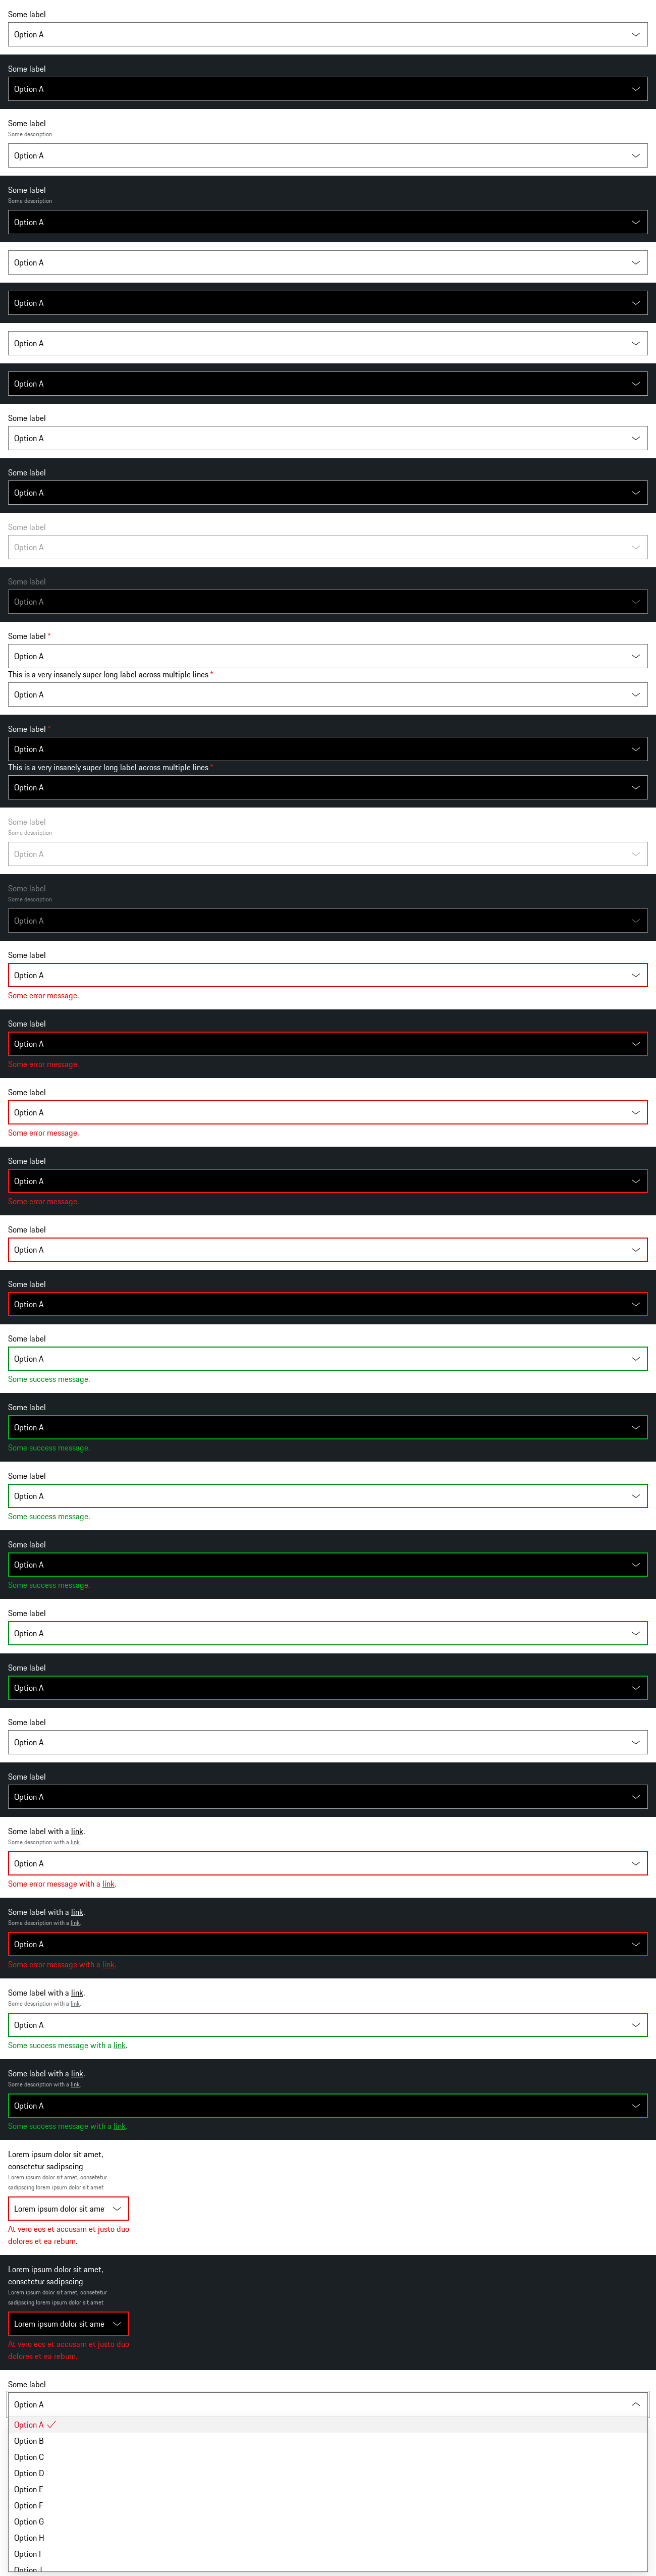 Some label
Option A
Some label
Option A
Some label
Some description
Option A
Some label
Some description
Option A
Option A
Option A
Option A
Option A
Some label
Option A
Some label
Option A
Some label
Option A
Some label
Option A
Some label *
Option A
This is a very insanely super long label across multiple lines *
Option A
Some label *
Option A
This is a very insanely super long label across multiple lines *
Option A
Some label
Some description
Option A
Some label
Some description
Option A
Some label
Option A
Some error message.
Some label
Option A
Some error message.
Some label
Option A
Some error message.
Some label
Option A
Some error message.
Some label
Option A
Some label
Option A
Some label
Option A
Some success message.
Some label
Option A
Some success message.
Some label
Option A
Some success message.
Some label
Option A
Some success message.
Some label
Option A
Some label
Option A
Some label
Option A
Some label
Option A
Some label with a link.
Some description with a link.
Option A
Some error message with a link.
Some label with a link.
Some description with a link.
Option A
Some error message with a link.
Some label with a link.
Some description with a link.
Option A
Some success message with a link.
Some label with a link.
Some description with a link.
Option A
Some success message with a link.
Lorem ipsum dolor sit amet,
consetetur sadipscing
Lorem ipsum dolor sit amet, consetetur
sadipscing lorem ipsum dolor sit amet
Lorem ipsum dolor sit ame
At vero eos et accusam et justo duo
dolores et ea rebum.
Lorem ipsum dolor sit amet,
consetetur sadipscing
Lorem ipsum dolor sit amet, consetetur
sadipscing lorem ipsum dolor sit amet
Lorem ipsum dolor sit ame
At vero eos et accusam et justo duo
dolores et ea rebum.
Some label
Option A
Option A
Option B
Option C
Option D
Option E
Option F
Option G
Option H
Option I
Option J